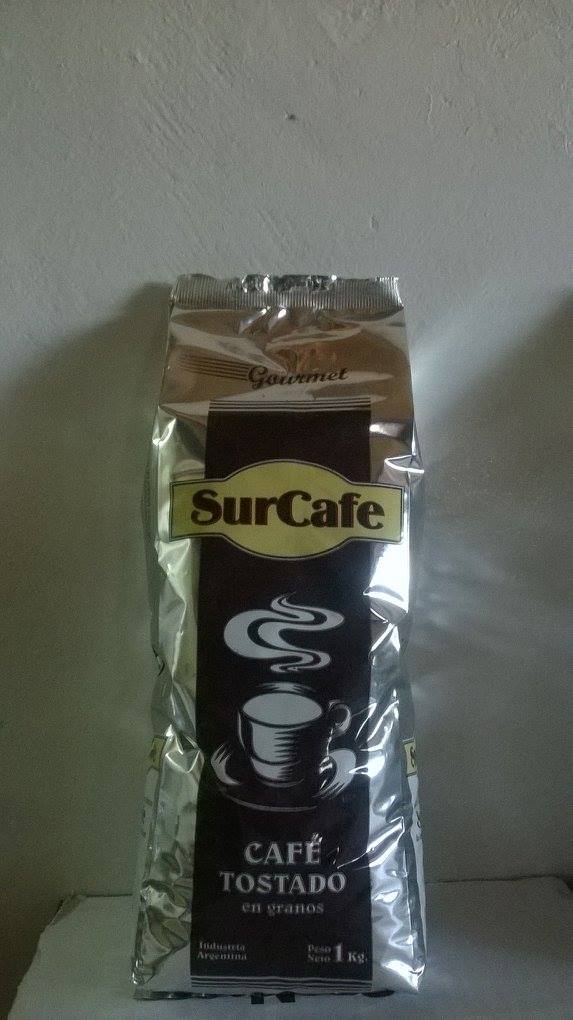 Gourmet
SurCafe
CAFÉ
TOSTADO
en granos
Industria
Argentina
Peso
Neto 1 Kg.